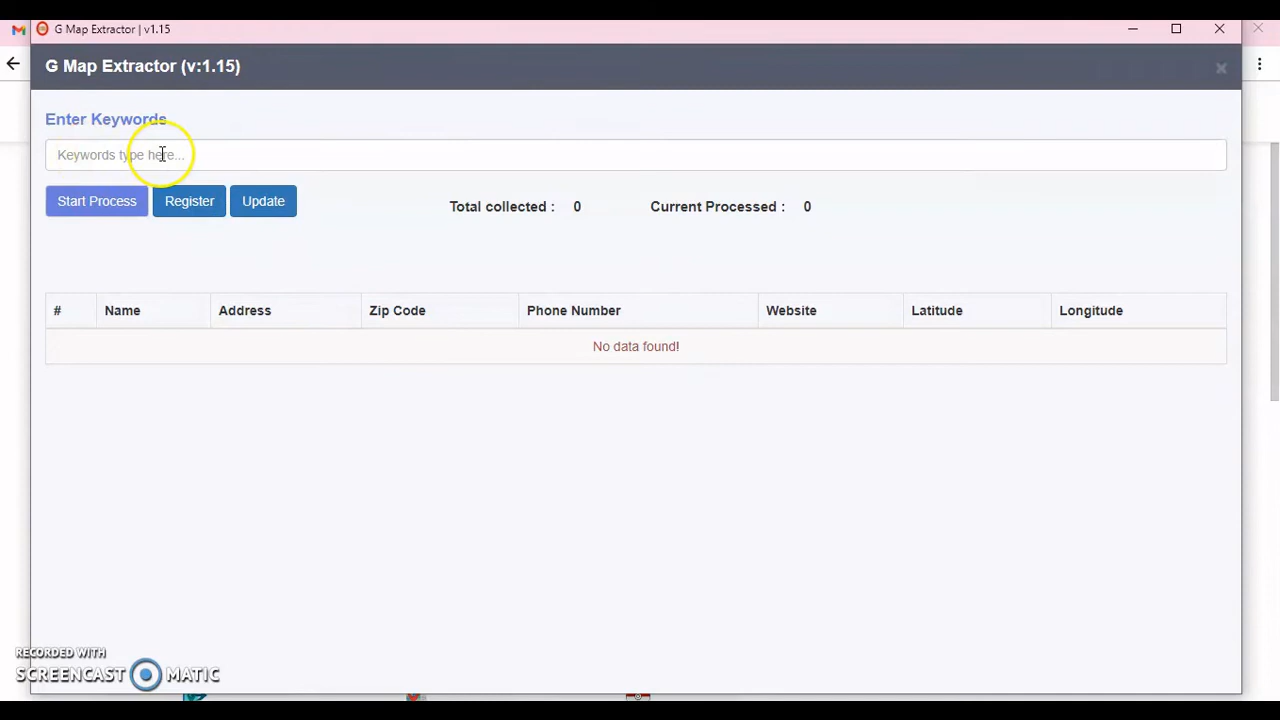 G Map Extractor | v1.15
G Map Extractor (v:1.15)
Enter Keywords
Keywords type here...
Start Process Register Update Total collected : 0 Current Processed : 0
# Name Address Zip Code Phone Number Website Latitude Longitude
No data found!
RECORDED WITH
SCREENCAST MATIC